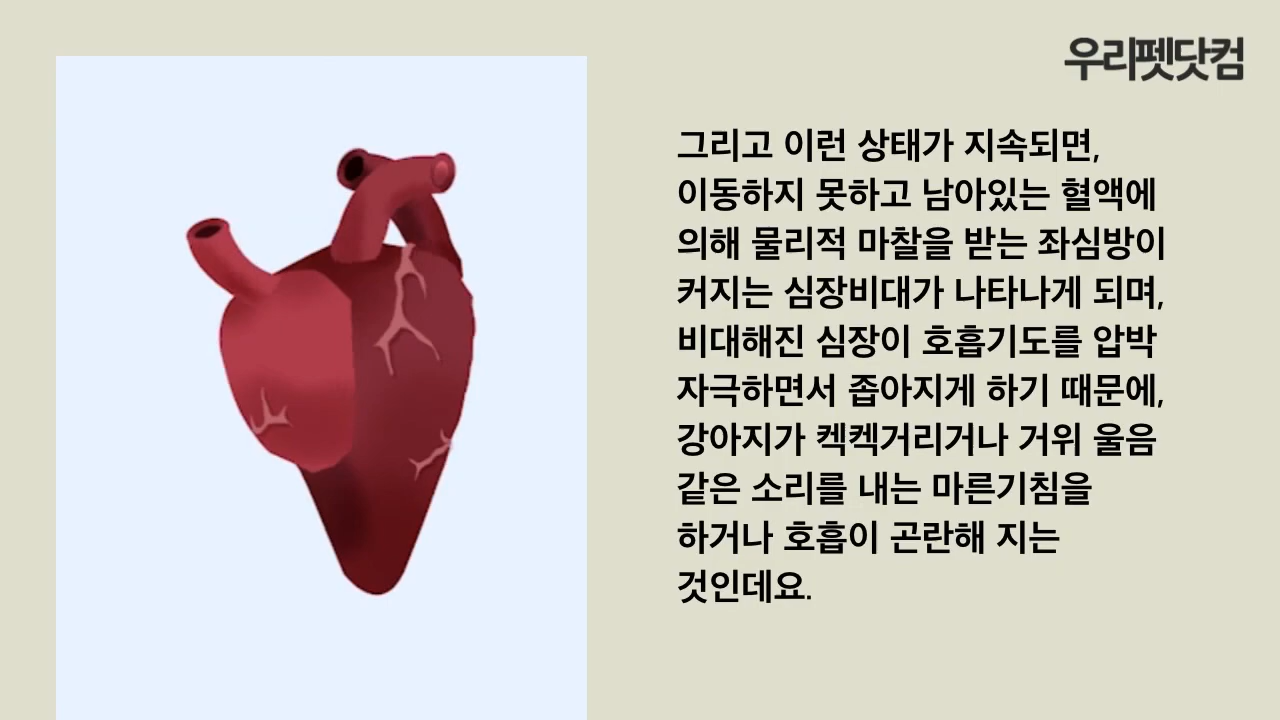 우리펫닷컴
그리고 이런 상태가 지속되면,
이동하지 못하고 남아있는 혈액에
의해 물리적 마찰을 받는 좌심방이
커지는 심장비대가 나타나게 되며,
비대해진 심장이 호흡기도를 압박
자극하면서 좁아지게 하기 때문에,
강아지가 켁켁거리거나 거위 울음
같은 소리를 내는 마른기침을
하거나 호흡이 곤란해 지는
것인데요.